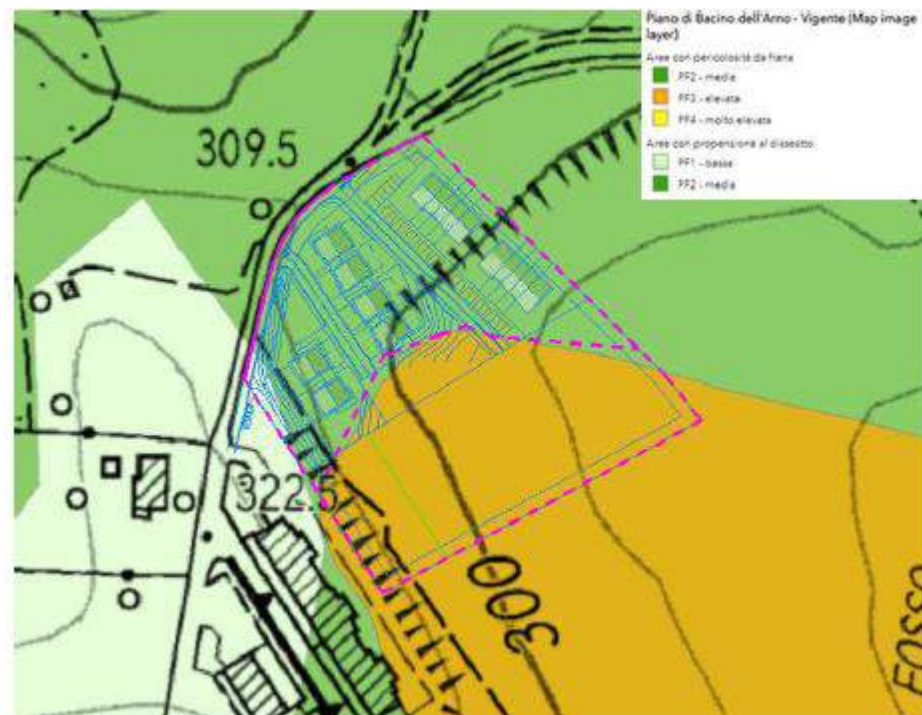 Piano di Bacino dell'Arno - Vigente (Map image
layer)
Aree con pericolosità da frana
PF2 - media
PF3 - elevata
PF4 - molto elevata
Aree con propensione al dissesto
PF1 - bassa
PF2 - media
309.5
322.5
300
FOSSO